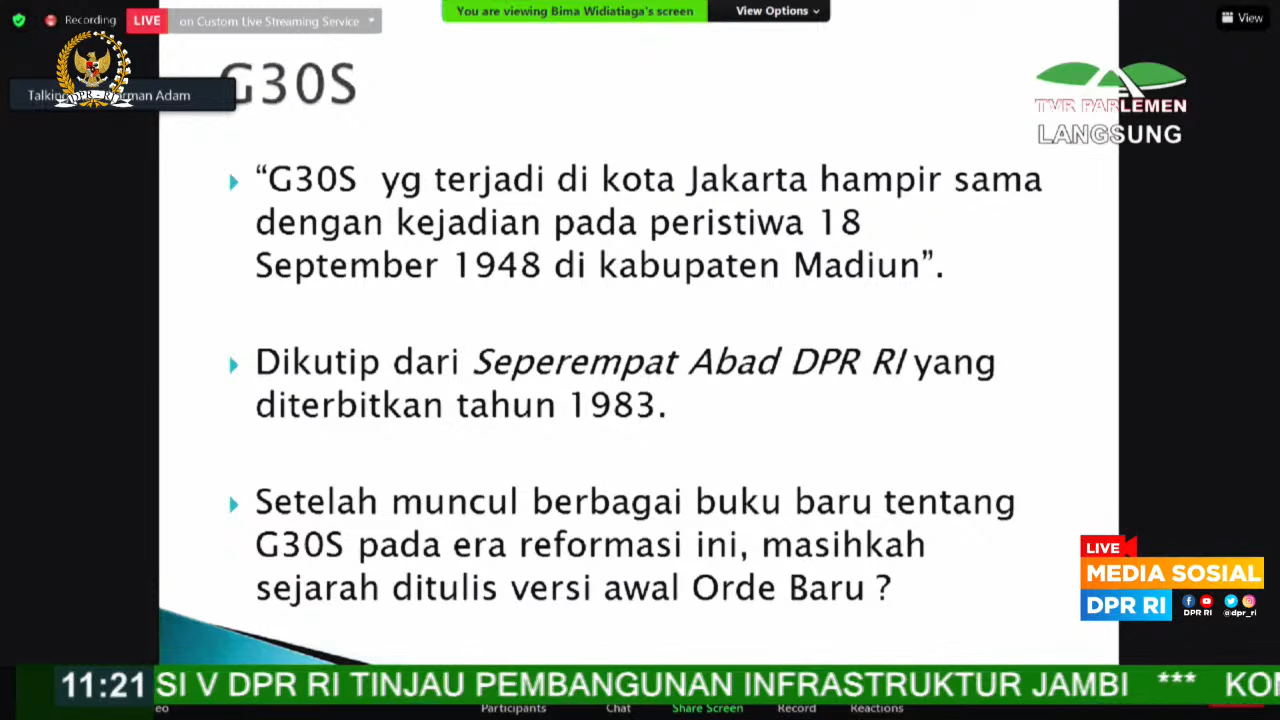 Recording
LIVE
on Custom Live Streaming Service
You are viewing Bima Widiatiaga's screen
View Options
View
DPR - RI
Adam
G30S
TVR PARLEMEN
LANGSUNG
“G30S yg terjadi di kota Jakarta hampir sama
dengan kejadian pada peristiwa 18
September 1948 di kabupaten Madiun”.
Dikutip dari Seperempat Abad DPR RI yang
diterbitkan tahun 1983.
Setelah muncul berbagai buku baru tentang
G30S pada era reformasi ini, masihkah
sejarah ditulis versi awal Orde Baru ?
LIVE
MEDIA SOSIAL
DPR RI
DPR RI
@dpr_ri
11:21
SI V DPR RI TINJAU PEMBANGUNAN INFRASTRUKTUR JAMBI *** KO
Participants
Chat
Share Screen
Record
Reactions